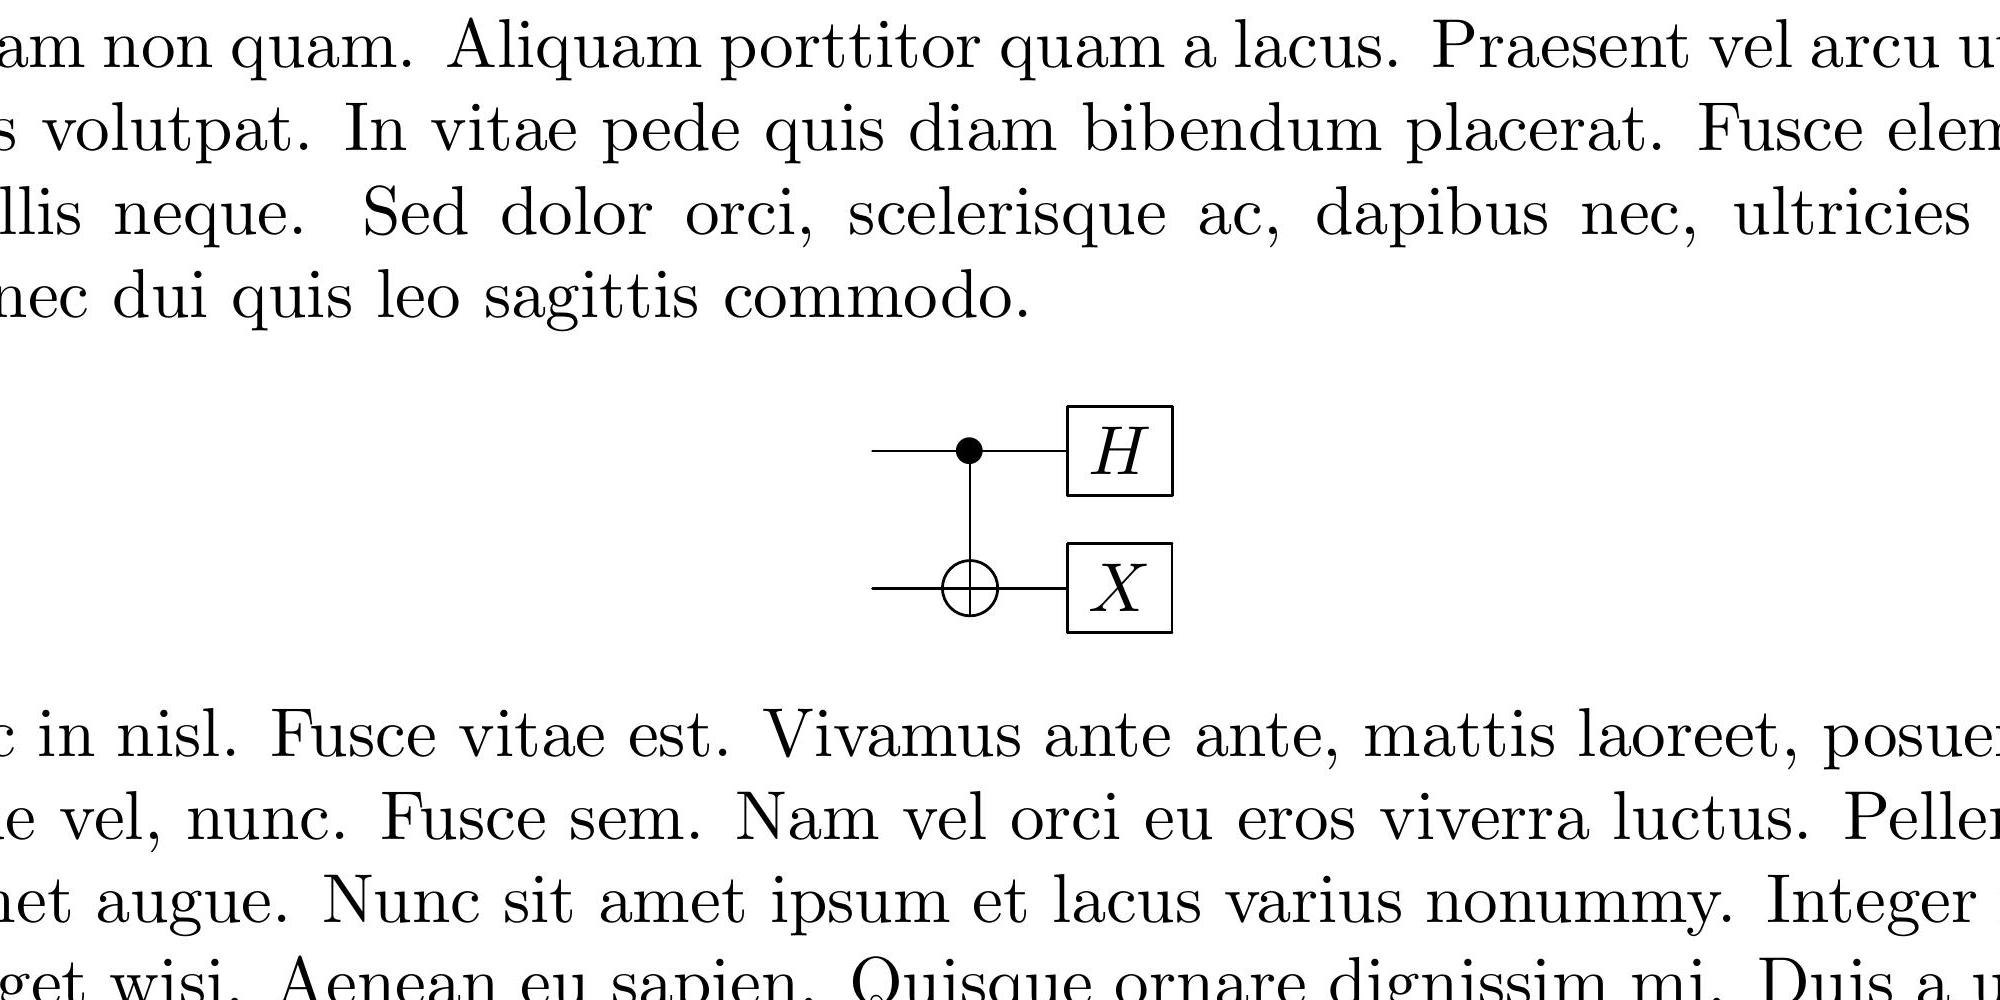 am non quam. Aliquam porttitor quam a lacus. Praesent vel arcu
s volutpat. In vitae pede quis diam bibendum placerat. Fusce elem
llis neque. Sed dolor orci, scelerisque ac, dapibus nec, ultricies
nec dui quis leo sagittis commodo.
H
X
c in nisl. Fusce vitae est. Vivamus ante ante, mattis laoreet,
e vel, nunc. Fusce sem. Nam vel orci eu eros viverra luctus.
et augue. Nunc sit amet ipsum et lacus varius nonummy. Integer
get wisi. Aenean eu sapien. Quisque ornare dignissim mi. Duis a